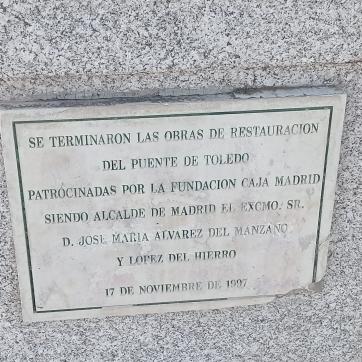 SE TERMINARON LAS OBRAS DE RESTAURACION
DEL PUENTE DE TOLEDO
PATROCINADAS POR LA FUNDACION CAJA MADRID
SIENDO ALCALDE DE MADRID EL EXCMO. SR.
D. JOSE MARIA ALVAREZ DEL MANZANO
Y LOPEZ DEL HIERRO
17 DE NOVIEMBRE DE 1997